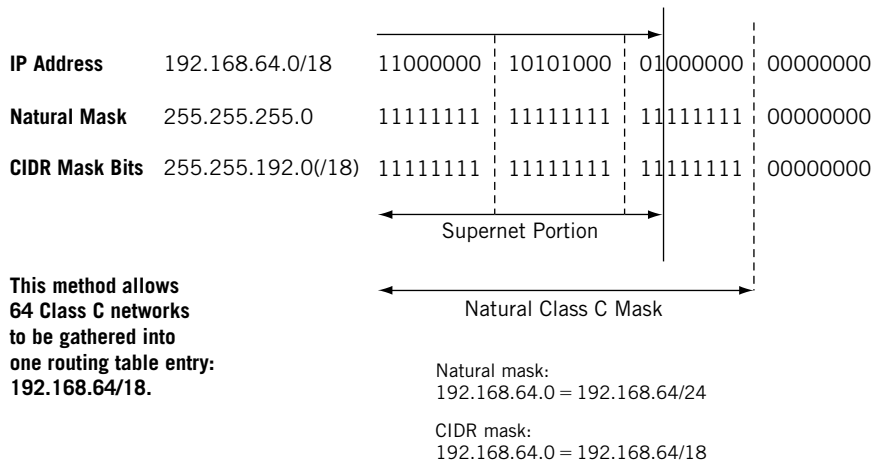 IP Address 192.168.64.0/18 11000000 10101000 01000000 00000000
Natural Mask 255.255.255.0 11111111 11111111 11111111 00000000
CIDR Mask Bits 255.255.192.0(/18) 11111111 11111111 11111111 00000000
Supernet Portion
Natural Class C Mask
This method allows
64 Class C networks
to be gathered into
one routing table entry:
192.168.64/18.
Natural mask:
192.168.64.0 = 192.168.64/24
CIDR mask:
192.168.64.0 = 192.168.64/18